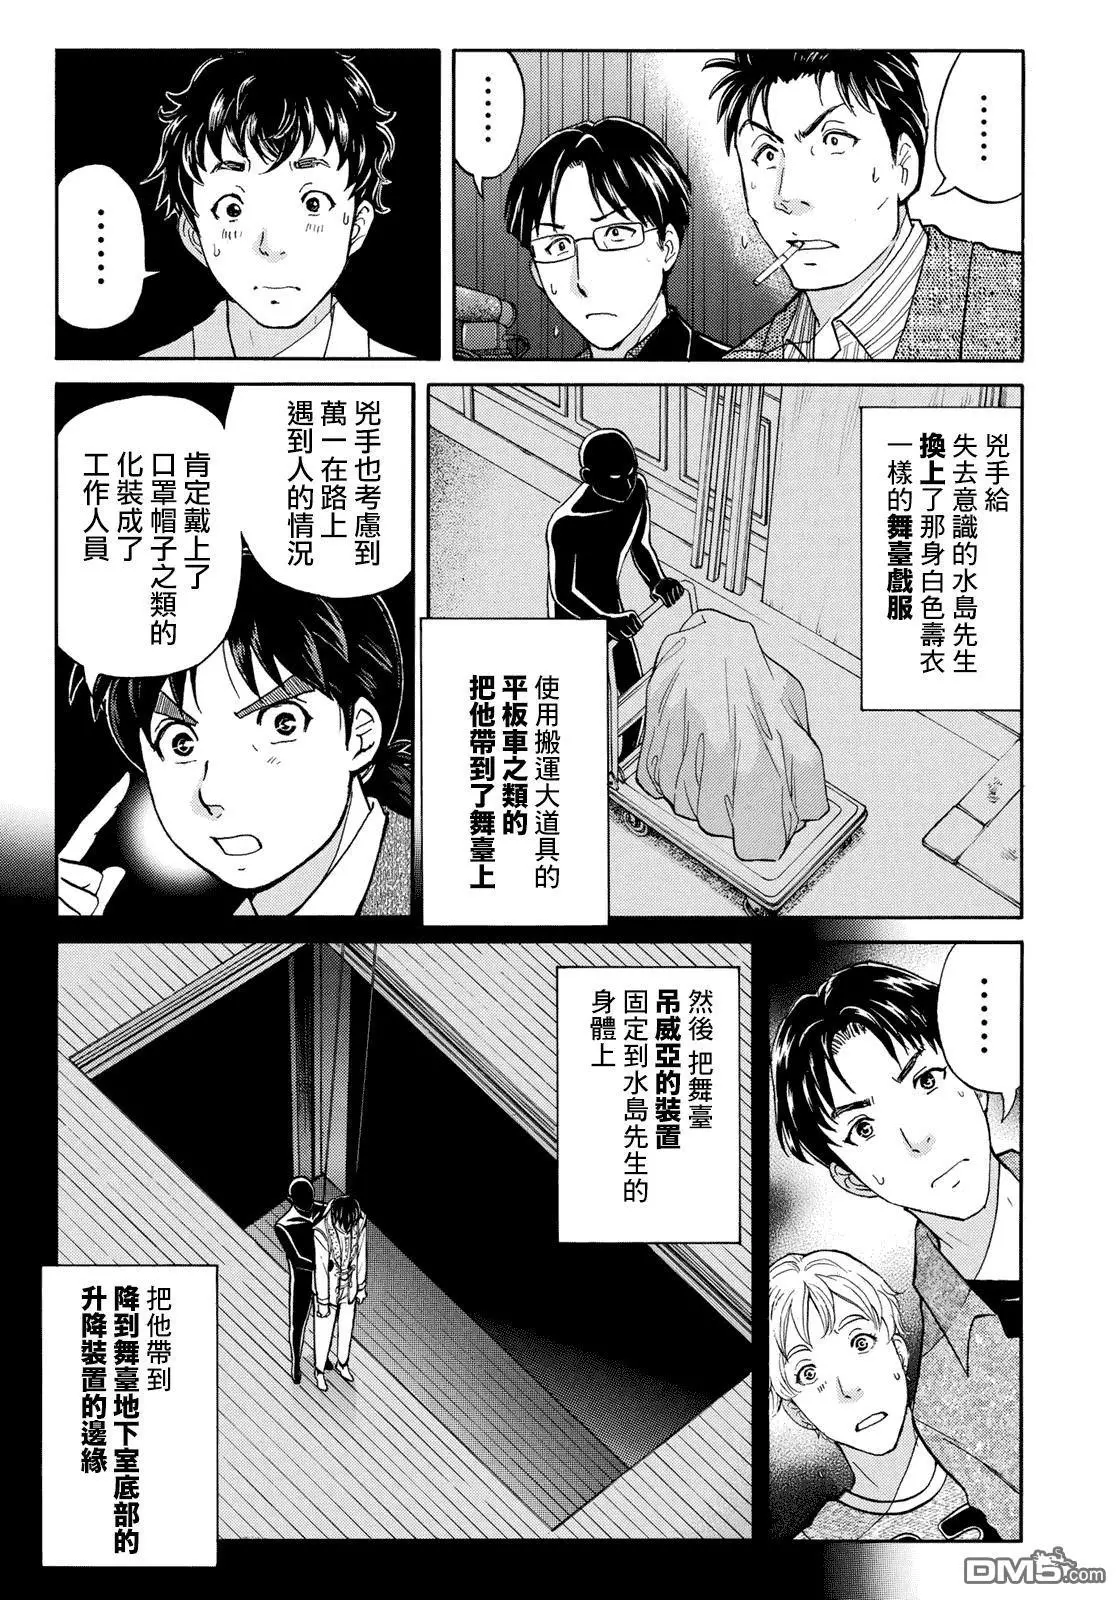 ……
……
……
兇手給
失去意識的水島先生
換上了那身白色壽衣
一樣的舞臺戲服
使用搬運大道具的
平板車之類的
把他帶到了舞臺上
兇手也考慮到
萬一在路上
遇到人的情況
肯定戴上了
口罩帽子之類的
化裝成了
工作人員
……
然後 把舞臺
吊威亞的裝置
固定到水島先生的
身體上
把他帶到
降到舞臺地下室底部的
升降裝置的邊緣
DM5.com